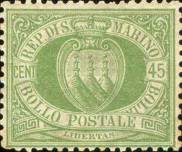 REP. DI S. MARINO
CENT 45
BOLLO POSTALE
LIBERTAS